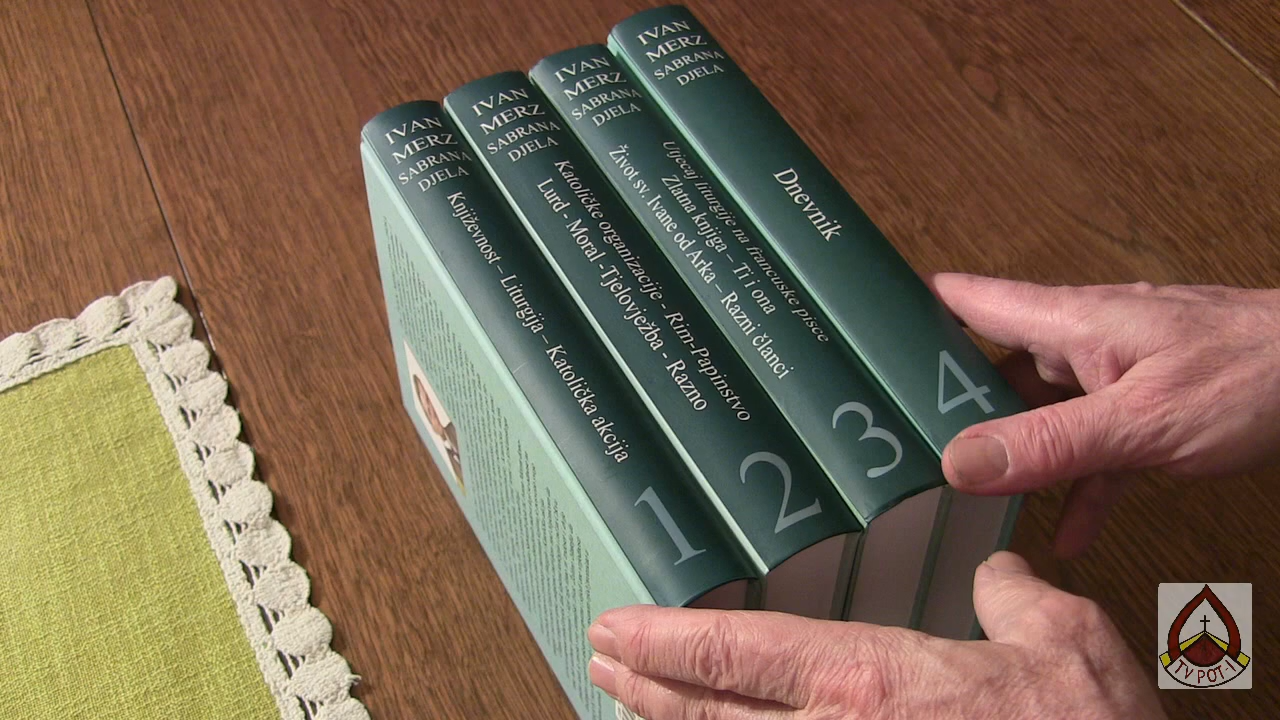 IVAN
MERZ
SABRANA
DJELA
Književnost – Liturgija – Katolička akcija
1
IVAN
MERZ
SABRANA
DJELA
Katoličke organizacije - Rim-Papinstvo
Lurd - Moral -Tjelovježba - Razno
2
IVAN
MERZ
SABRANA
DJELA
Utjecaj liturgije na francuske pisce
Zlatna knjiga – Ti i ona
Život sv. Ivane od Arka – Razni članci
3
IVAN
MERZ
SABRANA
DJELA
Dnevnik
4
TV POT-1